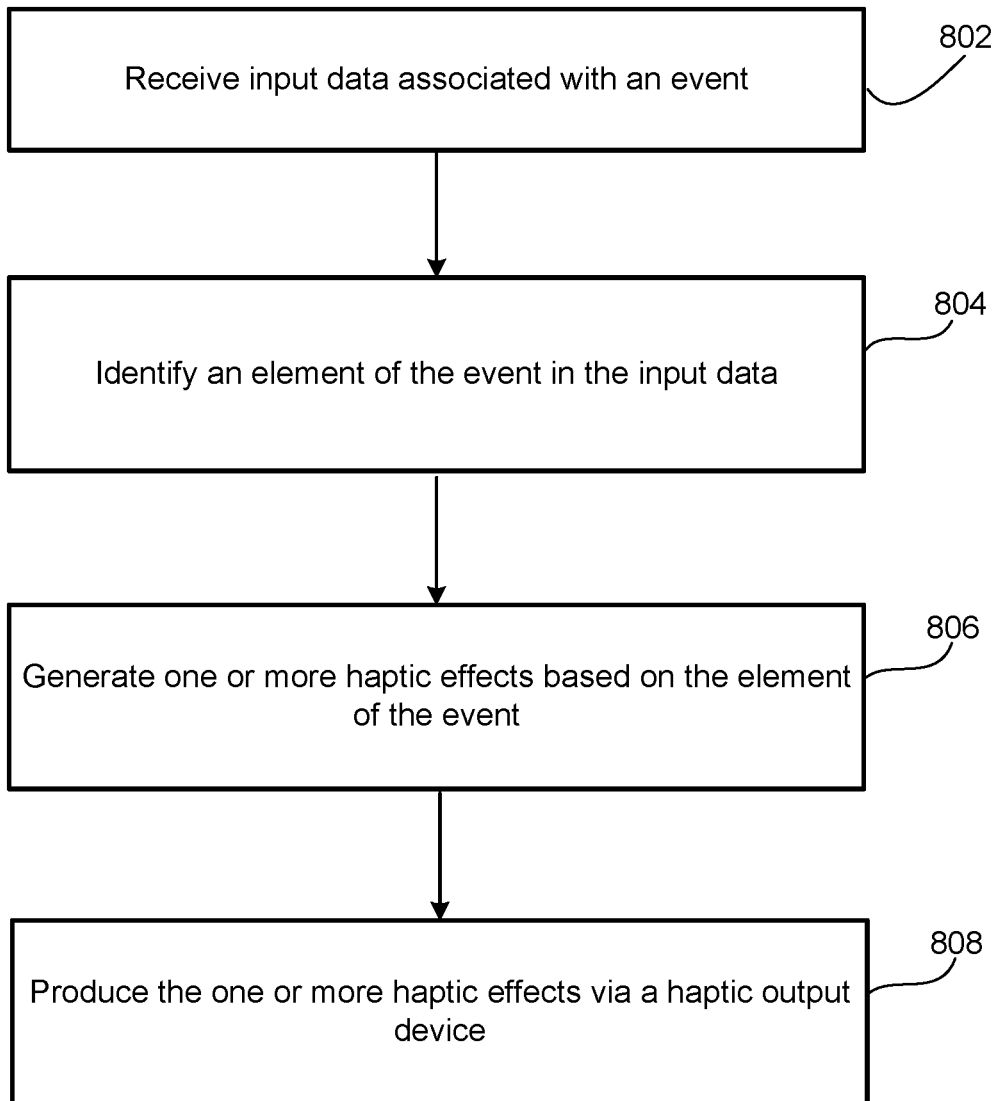 Receive input data associated with an event
802
Identify an element of the event in the input data
804
Generate one or more haptic effects based on the element
of the event
806
Produce the one or more haptic effects via a haptic output
device
808